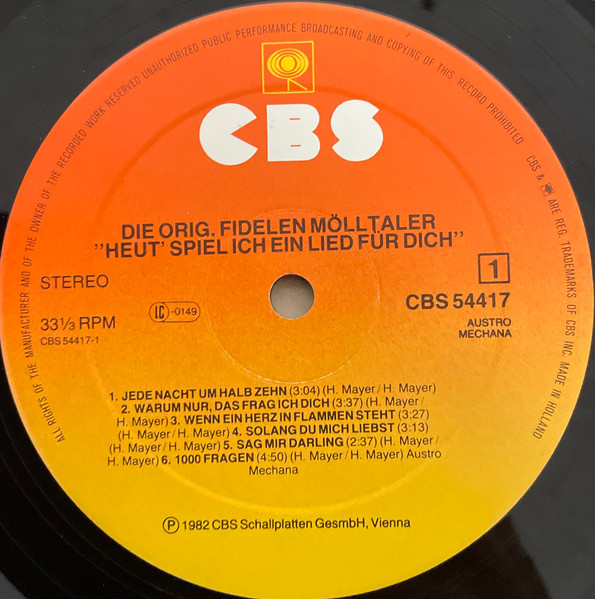 ALL RIGHTS OF THE MANUFACTURER AND OF THE OWNER OF THE RECORDED WORK RESERVED UNAUTHORIZED PUBLIC PERFORMANCE BROADCASTING AND COPYING OF THIS RECORD PROHIBITED
CBS & ARE REG. TRADEMARKS OF CBS INC. MADE IN HOLLAND
CBS
DIE ORIG. FIDELEN MÖLLTALER
"HEUT' SPIEL ICH EIN LIED FÜR DICH"
STEREO
1
33⅓ RPM
CBS 54417-1
LC-0149
CBS 54417
AUSTRO
MECHANA
1. JEDE NACHT UM HALB ZEHN (3:04) (H. Mayer / H. Mayer)
2. WARUM NUR, DAS FRAG ICH DICH (3:37) (H. Mayer /
H. Mayer) 3. WENN EIN HERZ IN FLAMMEN STEHT (3:27)
(H. Mayer / H. Mayer) 4. SOLANG DU MICH LIEBST (3:13)
(H. Mayer / H. Mayer) 5. SAG MIR DARLING (2:37) (H. Mayer /
H. Mayer) 6. 1000 FRAGEN (4:50) (H. Mayer / H. Mayer) Austro
Mechana
℗ 1982 CBS Schallplatten GesmbH, Vienna